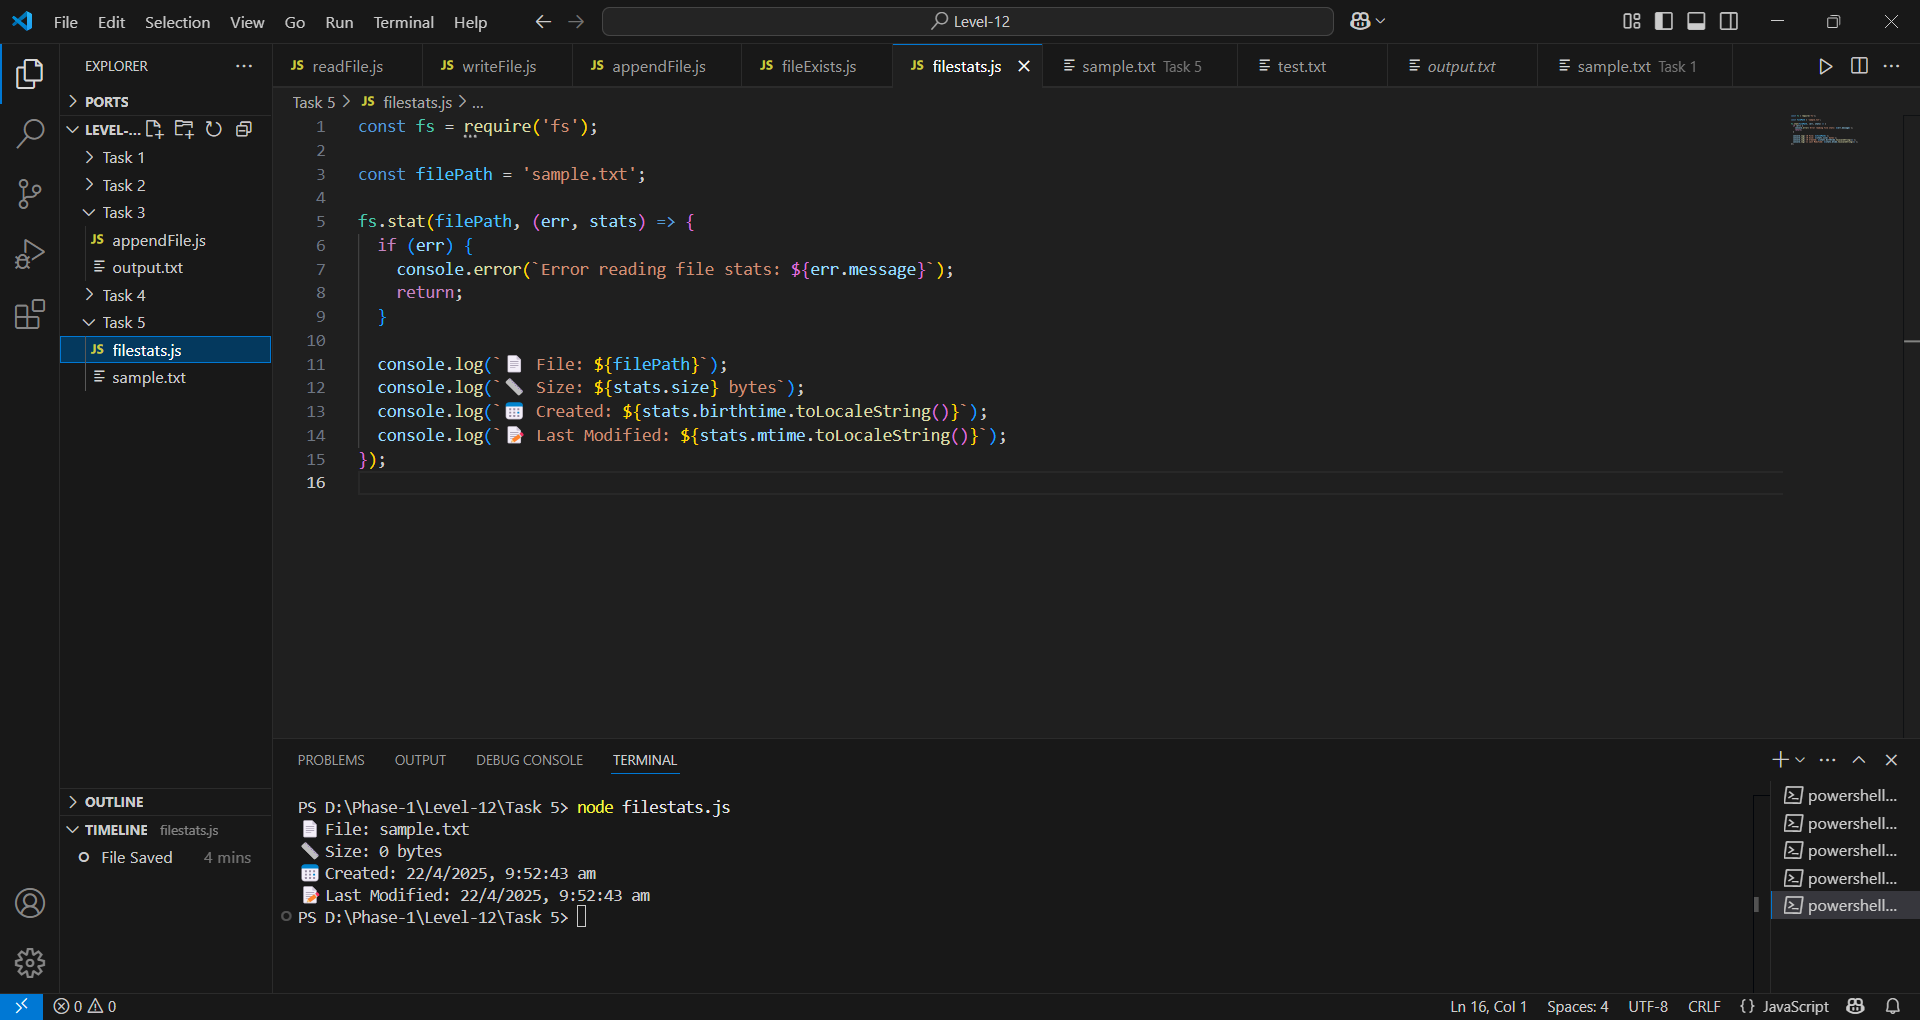 File Edit Selection View Go Run Terminal Help
Level-12
EXPLORER
PORTS
LEVEL-...
Task 1
Task 2
Task 3
JS appendFile.js
output.txt
Task 4
Task 5
JS filestats.js
sample.txt
OUTLINE
TIMELINE filestats.js
File Saved 4 mins
JS readFile.js
JS writeFile.js
JS appendFile.js
JS fileExists.js
JS filestats.js
sample.txt Task 5
test.txt
output.txt
sample.txt Task 1
Task 5 > JS filestats.js > ...
1 const fs = require('fs');
2
3 const filePath = 'sample.txt';
4
5 fs.stat(filePath, (err, stats) => {
6 if (err) {
7 console.error(`Error reading file stats: ${err.message}`);
8 return;
9 }
10
11 console.log(`📄 File: ${filePath}`);
12 console.log(`📏 Size: ${stats.size} bytes`);
13 console.log(`📅 Created: ${stats.birthtime.toLocaleString()}`);
14 console.log(`📝 Last Modified: ${stats.mtime.toLocaleString()}`);
15 });
16
PROBLEMS OUTPUT DEBUG CONSOLE TERMINAL
PS D:\Phase-1\Level-12\Task 5> node filestats.js
📄 File: sample.txt
📏 Size: 0 bytes
📅 Created: 22/4/2025, 9:52:43 am
📝 Last Modified: 22/4/2025, 9:52:43 am
PS D:\Phase-1\Level-12\Task 5>
powershell...
powershell...
powershell...
powershell...
powershell...
0 0
Ln 16, Col 1 Spaces: 4 UTF-8 CRLF {} JavaScript